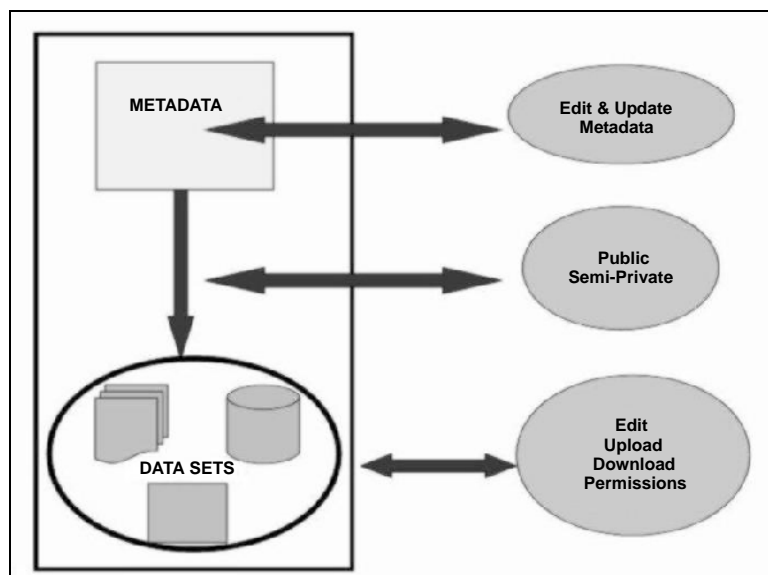 METADATA
Edit & Update
Metadata
Public
Semi-Private
DATA SETS
Edit
Upload
Download
Permissions